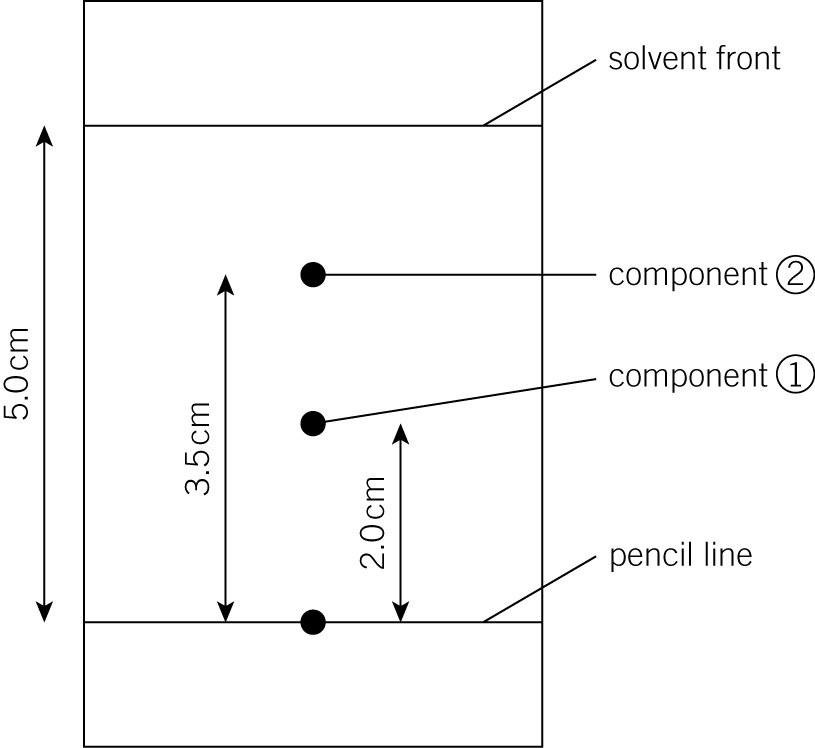 solvent front
component ②
component ①
pencil line
5.0cm
3.5cm
2.0cm